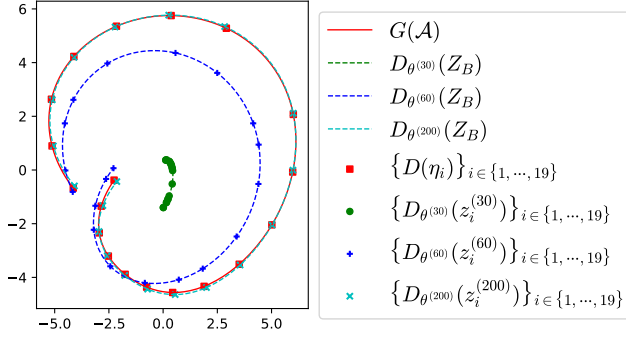 6
4
2
0
−2
−4
−5.0
−2.5
0.0
2.5
5.0
G(𝒜)
D_{θ^{(30)}}(Z_B)
D_{θ^{(60)}}(Z_B)
D_{θ^{(200)}}(Z_B)
{D(η_i)}_{i ∈ {1, ..., 19}}
{D_{θ^{(30)}}(z_i^{(30)})}_{i ∈ {1, ..., 19}}
{D_{θ^{(60)}}(z_i^{(60)})}_{i ∈ {1, ..., 19}}
{D_{θ^{(200)}}(z_i^{(200)})}_{i ∈ {1, ..., 19}}